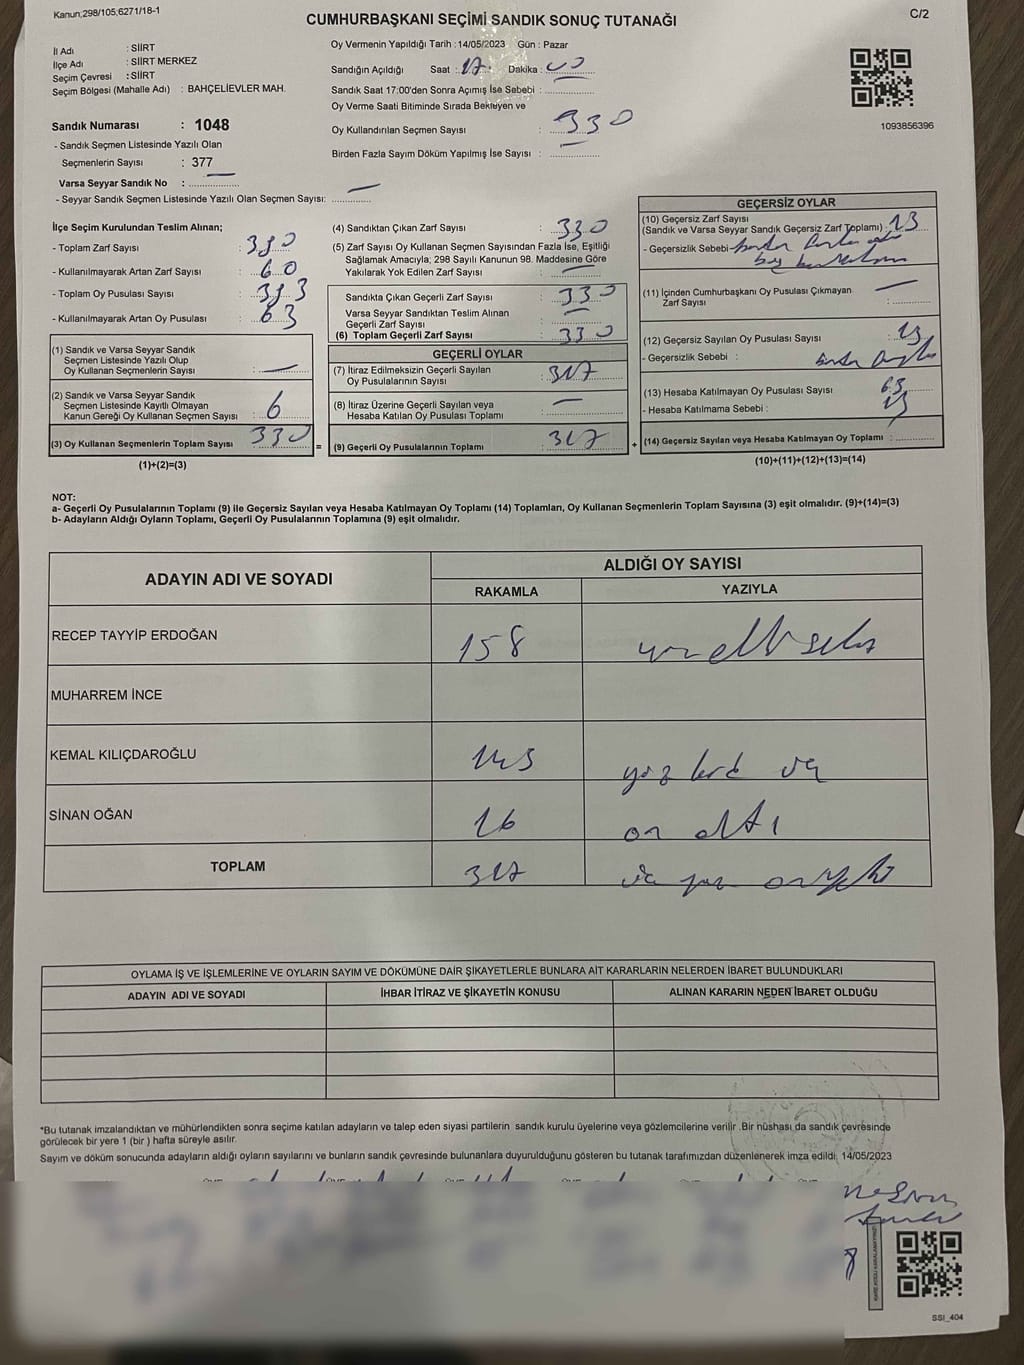 Kanun;298/105;6271/18-1
CUMHURBAŞKANI SEÇİMİ SANDIK SONUÇ TUTANAĞI
C/2
İl Adı : SİİRT
İlçe Adı : SİİRT MERKEZ
Seçim Çevresi : SİİRT
Seçim Bölgesi (Mahalle Adı) : BAHÇELİEVLER MAH.
Sandık Numarası : 1048
- Sandık Seçmen Listesinde Yazılı Olan
Seçmenlerin Sayısı : 377
Varsa Seyyar Sandık No :
- Seyyar Sandık Seçmen Listesinde Yazılı Olan Seçmen Sayısı:
Oy Vermenin Yapıldığı Tarih : 14/05/2023 Gün : Pazar
Sandığın Açıldığı Saat : 17 Dakika :
Sandık Saat 17:00'den Sonra Açımış İse Sebebi :
Oy Verme Saati Bitiminde Sırada Bekleyen ve
Oy Kullandırılan Seçmen Sayısı : 330
Birden Fazla Sayım Döküm Yapılmış İse Sayısı :
1093856396
İlçe Seçim Kurulundan Teslim Alınan;
- Toplam Zarf Sayısı :
- Kullanılmayarak Artan Zarf Sayısı : 60
- Toplam Oy Pusulası Sayısı : 393
- Kullanılmayarak Artan Oy Pusulası : 63
(1) Sandık ve Varsa Seyyar Sandık
Seçmen Listesinde Yazılı Olup
Oy Kullanan Seçmenlerin Sayısı :
(2) Sandık ve Varsa Seyyar Sandık
Seçmen Listesinde Kayıtlı Olmayan
Kanun Gereği Oy Kullanan Seçmen Sayısı : 6
(3) Oy Kullanan Seçmenlerin Toplam Sayısı 330
(1)+(2)=(3)
(4) Sandıktan Çıkan Zarf Sayısı : 330
(5) Zarf Sayısı Oy Kullanan Seçmen Sayısından Fazla İse, Eşitliği
Sağlamak Amacıyla; 298 Sayılı Kanunun 98. Maddesine Göre
Yakılarak Yok Edilen Zarf Sayısı :
Sandıkta Çıkan Geçerli Zarf Sayısı : 330
Varsa Seyyar Sandıktan Teslim Alınan
Geçerli Zarf Sayısı :
(6) Toplam Geçerli Zarf Sayısı : 330
GEÇERLİ OYLAR
(7) İtiraz Edilmeksizin Geçerli Sayılan
Oy Pusulalarının Sayısı : 317
(8) İtiraz Üzerine Geçerli Sayılan veya
Hesaba Katılan Oy Pusulası Toplamı :
= (9) Geçerli Oy Pusulalarının Toplamı : 317
GEÇERSİZ OYLAR
(10) Geçersiz Zarf Sayısı
(Sandık ve Varsa Seyyar Sandık Geçersiz Zarf Toplamı) : 13
- Geçersizlik Sebebi
(11) İçinden Cumhurbaşkanı Oy Pusulası Çıkmayan
Zarf Sayısı :
(12) Geçersiz Sayılan Oy Pusulası Sayısı : 13
- Geçersizlik Sebebi :
(13) Hesaba Katılmayan Oy Pusulası Sayısı : 63
- Hesaba Katılmama Sebebi : 13
+ (14) Geçersiz Sayılan veya Hesaba Katılmayan Oy Toplamı :
(10)+(11)+(12)+(13)=(14)
NOT:
a- Geçerli Oy Pusulalarının Toplamı (9) ile Geçersiz Sayılan veya Hesaba Katılmayan Oy Toplamı (14) Toplamları, Oy Kullanan Seçmenlerin Toplam Sayısına (3) eşit olmalıdır. (9)+(14)=(3)
b- Adayların Aldığı Oyların Toplamı, Geçerli Oy Pusulalarının Toplamına (9) eşit olmalıdır.
ADAYIN ADI VE SOYADI
ALDIĞI OY SAYISI
RAKAMLA YAZIYLA
RECEP TAYYİP ERDOĞAN 158 yüzellisekiz
MUHARREM İNCE
KEMAL KILIÇDAROĞLU 143 yüz kırk üç
SİNAN OĞAN 16 on altı
TOPLAM 317 üç yüz onyedi
OYLAMA İŞ VE İŞLEMLERİNE VE OYLARIN SAYIM VE DÖKÜMÜNE DAİR ŞİKAYETLERLE BUNLARA AİT KARARLARIN NELERDEN İBARET BULUNDUKLARI
ADAYIN ADI VE SOYADI İHBAR İTİRAZ VE ŞİKAYETİN KONUSU ALINAN KARARIN NEDEN İBARET OLDUĞU
*Bu tutanak imzalandıktan ve mühürlendikten sonra seçime katılan adayların ve talep eden siyasi partilerin sandık kurulu üyelerine veya gözlemcilerine verilir .Bir nüshası da sandık çevresinde
görülecek bir yere 1 (bir ) hafta süreyle asılır.
Sayım ve döküm sonucunda adayların aldığı oyların sayılarını ve bunların sandık çevresinde bulunanlara duyurulduğunu gösteren bu tutanak tarafımızdan düzenlenerek imza edildi. 14/05/2023
SSI_404